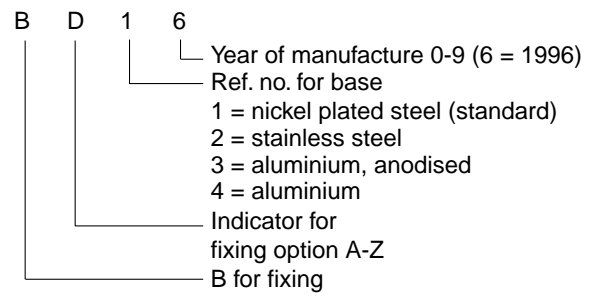 B D 1 6
Year of manufacture 0-9 (6 = 1996)
Ref. no. for base
1 = nickel plated steel (standard)
2 = stainless steel
3 = aluminium, anodised
4 = aluminium
Indicator for
fixing option A-Z
B for fixing